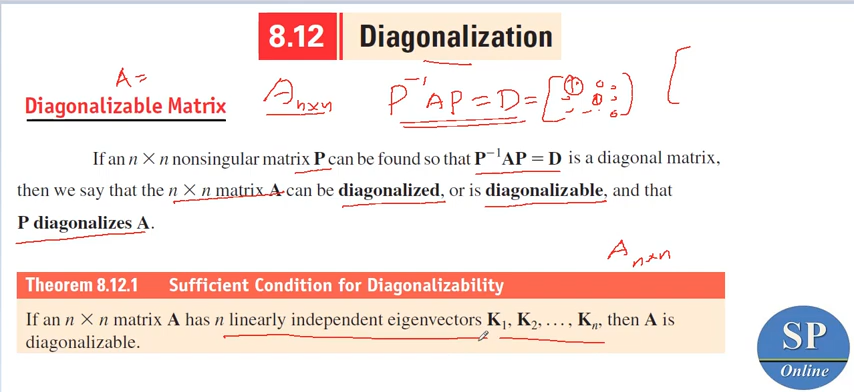 8.12 Diagonalization
A=
Diagonalizable Matrix
A n×n
P⁻¹AP = D = [
If an n × n nonsingular matrix P can be found so that P⁻¹AP = D is a diagonal matrix,
then we say that the n × n matrix A can be diagonalized, or is diagonalizable, and that
P diagonalizes A.
A n×n
Theorem 8.12.1 Sufficient Condition for Diagonalizability
If an n × n matrix A has n linearly independent eigenvectors K₁, K₂, . . . , Kₙ, then A is
diagonalizable.
SP
Online